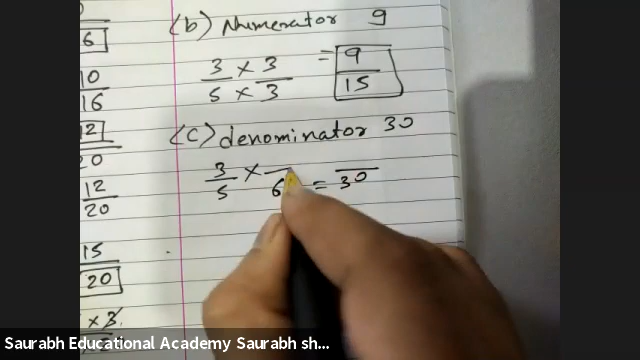 6
10
16
12
20
12
20
15
20
× 3
(b) Numerator 9
3 × 3 = 9
5 × 3 15
(c) denominator 30
3 ×
5 6 = 30
Saurabh Educational Academy Saurabh sh...